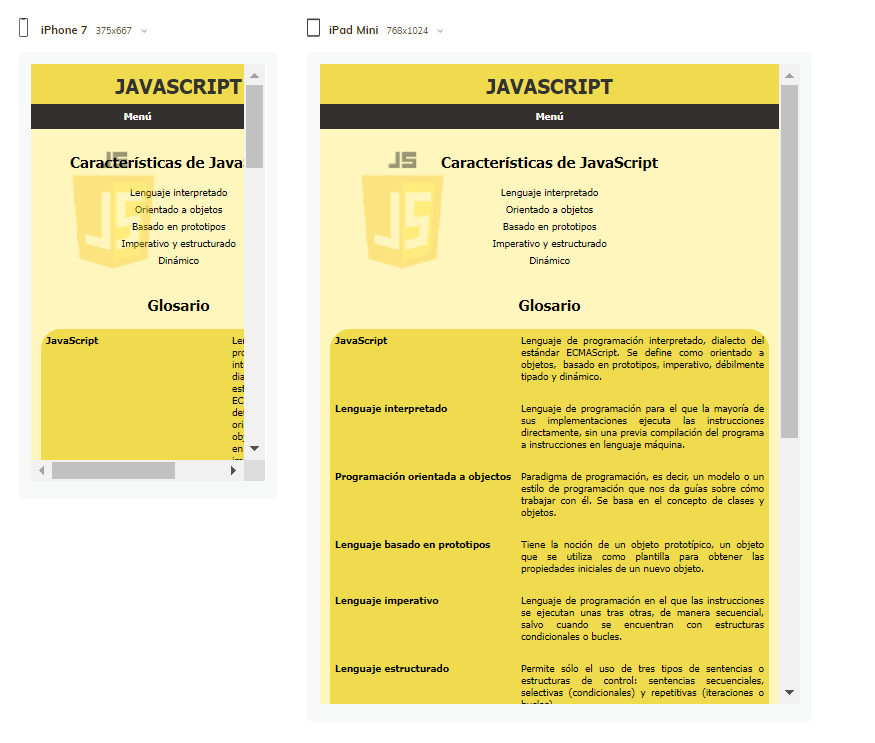 iPhone 7 375x667
JAVASCRIPT
Menú
JS
Características de Java
JS
Lenguaje interpretado
Orientado a objetos
Basado en prototipos
Imperativo y estructurado
Dinámico
Glosario
JavaScript
iPad Mini 768x1024
JAVASCRIPT
Menú
JS
Características de JavaScript
JS
Lenguaje interpretado
Orientado a objetos
Basado en prototipos
Imperativo y estructurado
Dinámico
Glosario
JavaScript
Lenguaje de programación interpretado, dialecto del
estándar ECMAScript. Se define como orientado a
objetos, basado en prototipos, imperativo, débilmente
tipado y dinámico.
Lenguaje interpretado
Lenguaje de programación para el que la mayoría de
sus implementaciones ejecuta las instrucciones
directamente, sin una previa compilación del programa
a instrucciones en lenguaje máquina.
Programación orientada a objectos
Paradigma de programación, es decir, un modelo o un
estilo de programación que nos da guías sobre cómo
trabajar con él. Se basa en el concepto de clases y
objetos.
Lenguaje basado en prototipos
Tiene la noción de un objeto prototípico, un objeto
que se utiliza como plantilla para obtener las
propiedades iniciales de un nuevo objeto.
Lenguaje imperativo
Lenguaje de programación en el que las instrucciones
se ejecutan unas tras otras, de manera secuencial,
salvo cuando se encuentran con estructuras
condicionales o bucles.
Lenguaje estructurado
Permite sólo el uso de tres tipos de sentencias o
estructuras de control: sentencias secuenciales,
selectivas (condicionales) y repetitivas (iteraciones o